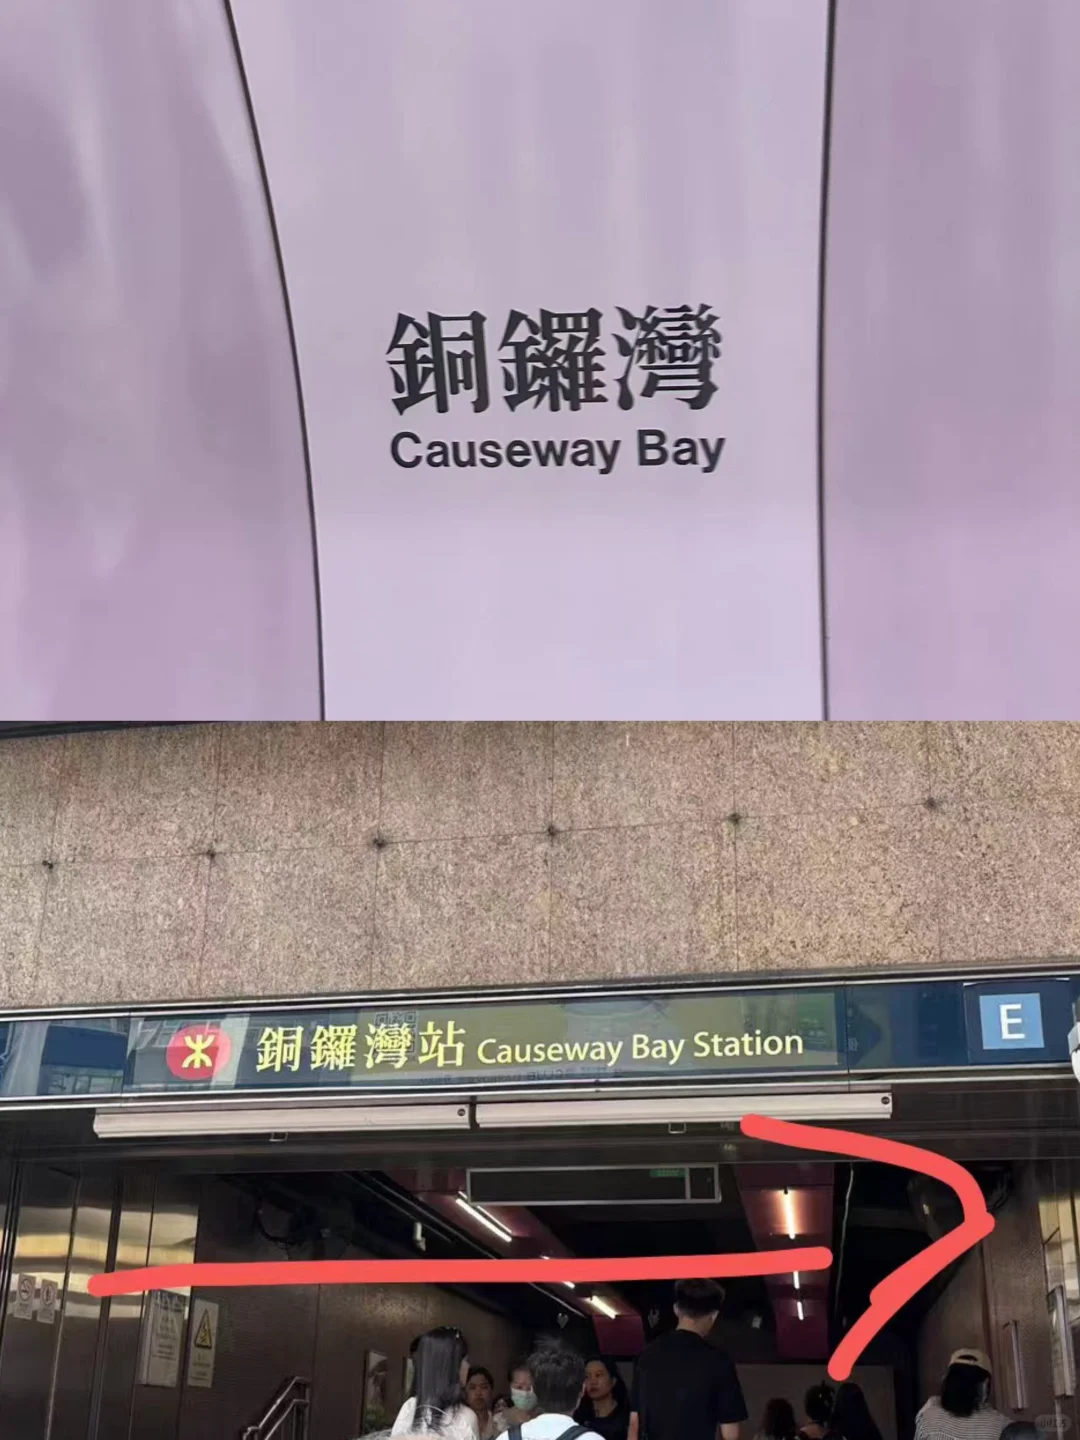 銅鑼灣
Causeway Bay
銅鑼灣站 Causeway Bay Station
E